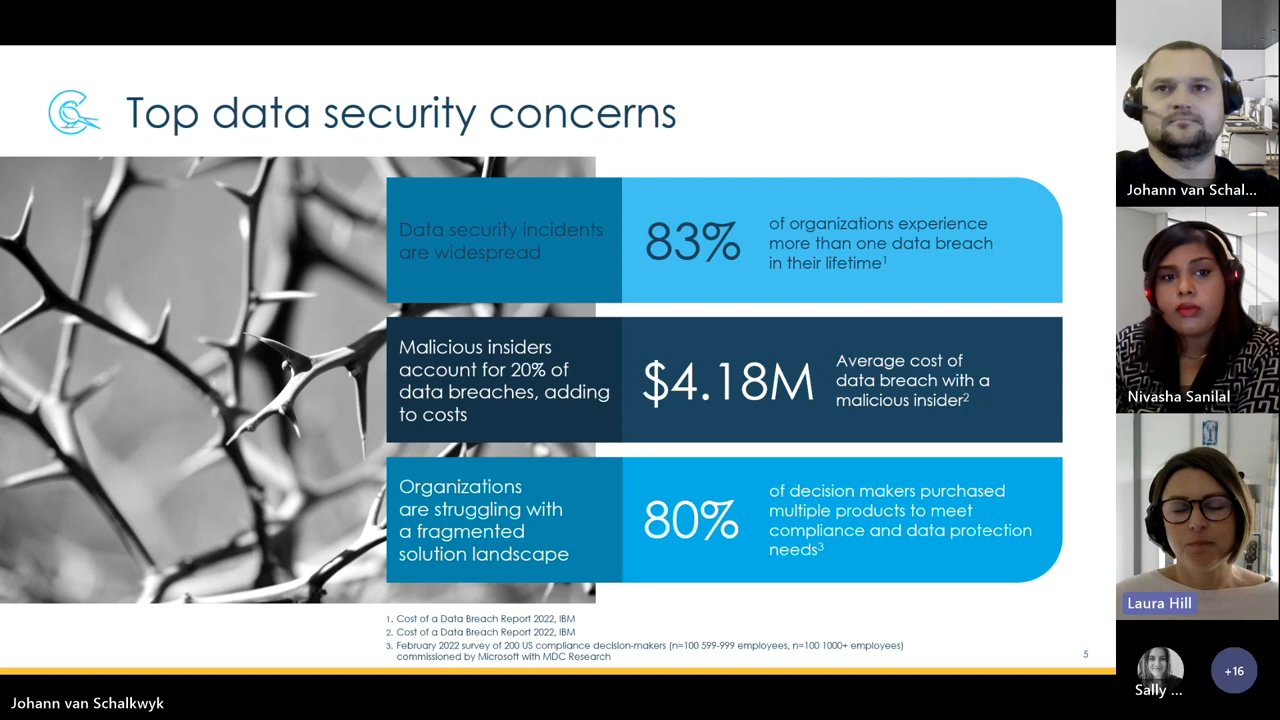 Top data security concerns
Data security incidents
are widespread
83%
of organizations experience
more than one data breach
in their lifetime1
Malicious insiders
account for 20% of
data breaches, adding
to costs
$4.18M
Average cost of
data breach with a
malicious insider2
Organizations
are struggling with
a fragmented
solution landscape
80%
of decision makers purchased
multiple products to meet
compliance and data protection
needs3
1. Cost of a Data Breach Report 2022, IBM
2. Cost of a Data Breach Report 2022, IBM
3. February 2022 survey of 200 US compliance decision-makers (n=100 599-999 employees, n=100 1000+ employees)
commissioned by Microsoft with MDC Research
5
Johann van Schalkwyk
Johann van Schal...
Nivasha Sanilal
Laura Hill
Sally ...
+16